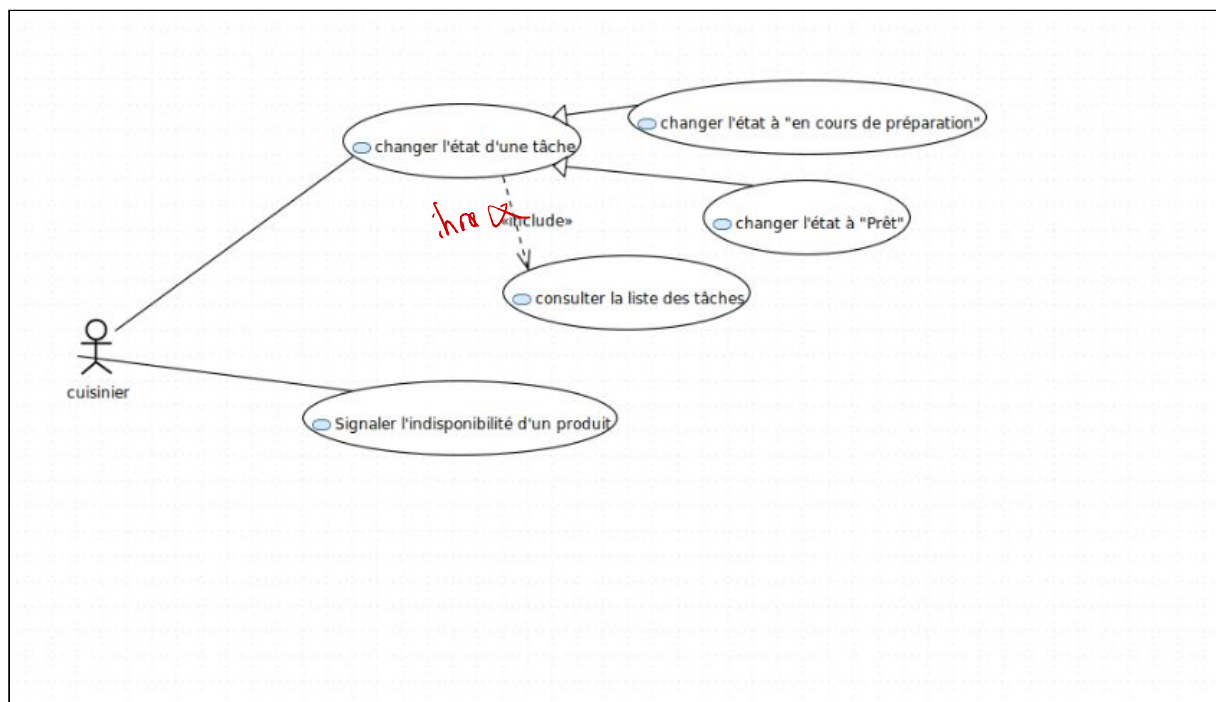 changer l'état à "en cours de préparation"
changer l'état d'une tâche
changer l'état à "Prêt"
«include»
consulter la liste des tâches
cuisinier
Signaler l'indisponibilité d'un produit